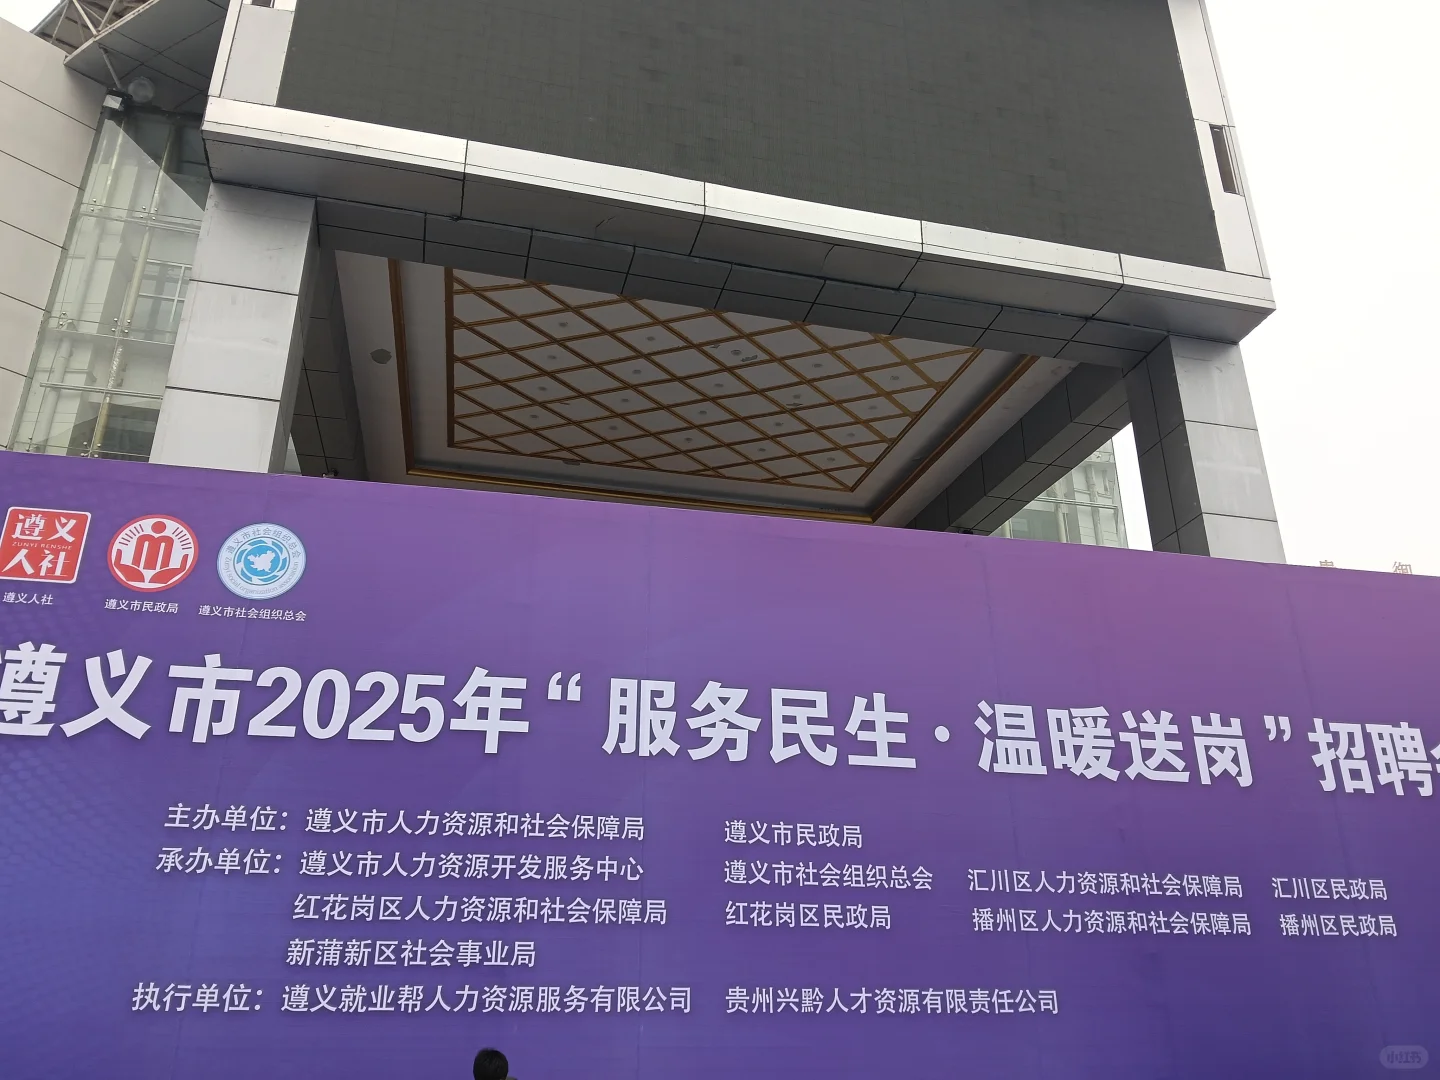 遵义人社
ZUNYI RENSHE
遵义人社
遵义市民政局
遵义市社会组织总会
遵义市社会组织总会
遵义市2025年“服务民生·温暖送岗”招聘
主办单位：遵义市人力资源和社会保障局 遵义市民政局
承办单位：遵义市人力资源开发服务中心 遵义市社会组织总会 汇川区人力资源和社会保障局 汇川区民政局
红花岗区人力资源和社会保障局 红花岗区民政局 播州区人力资源和社会保障局 播州区民政局
新蒲新区社会事业局
执行单位：遵义就业帮人力资源服务有限公司 贵州兴黔人才资源有限责任公司
小红书